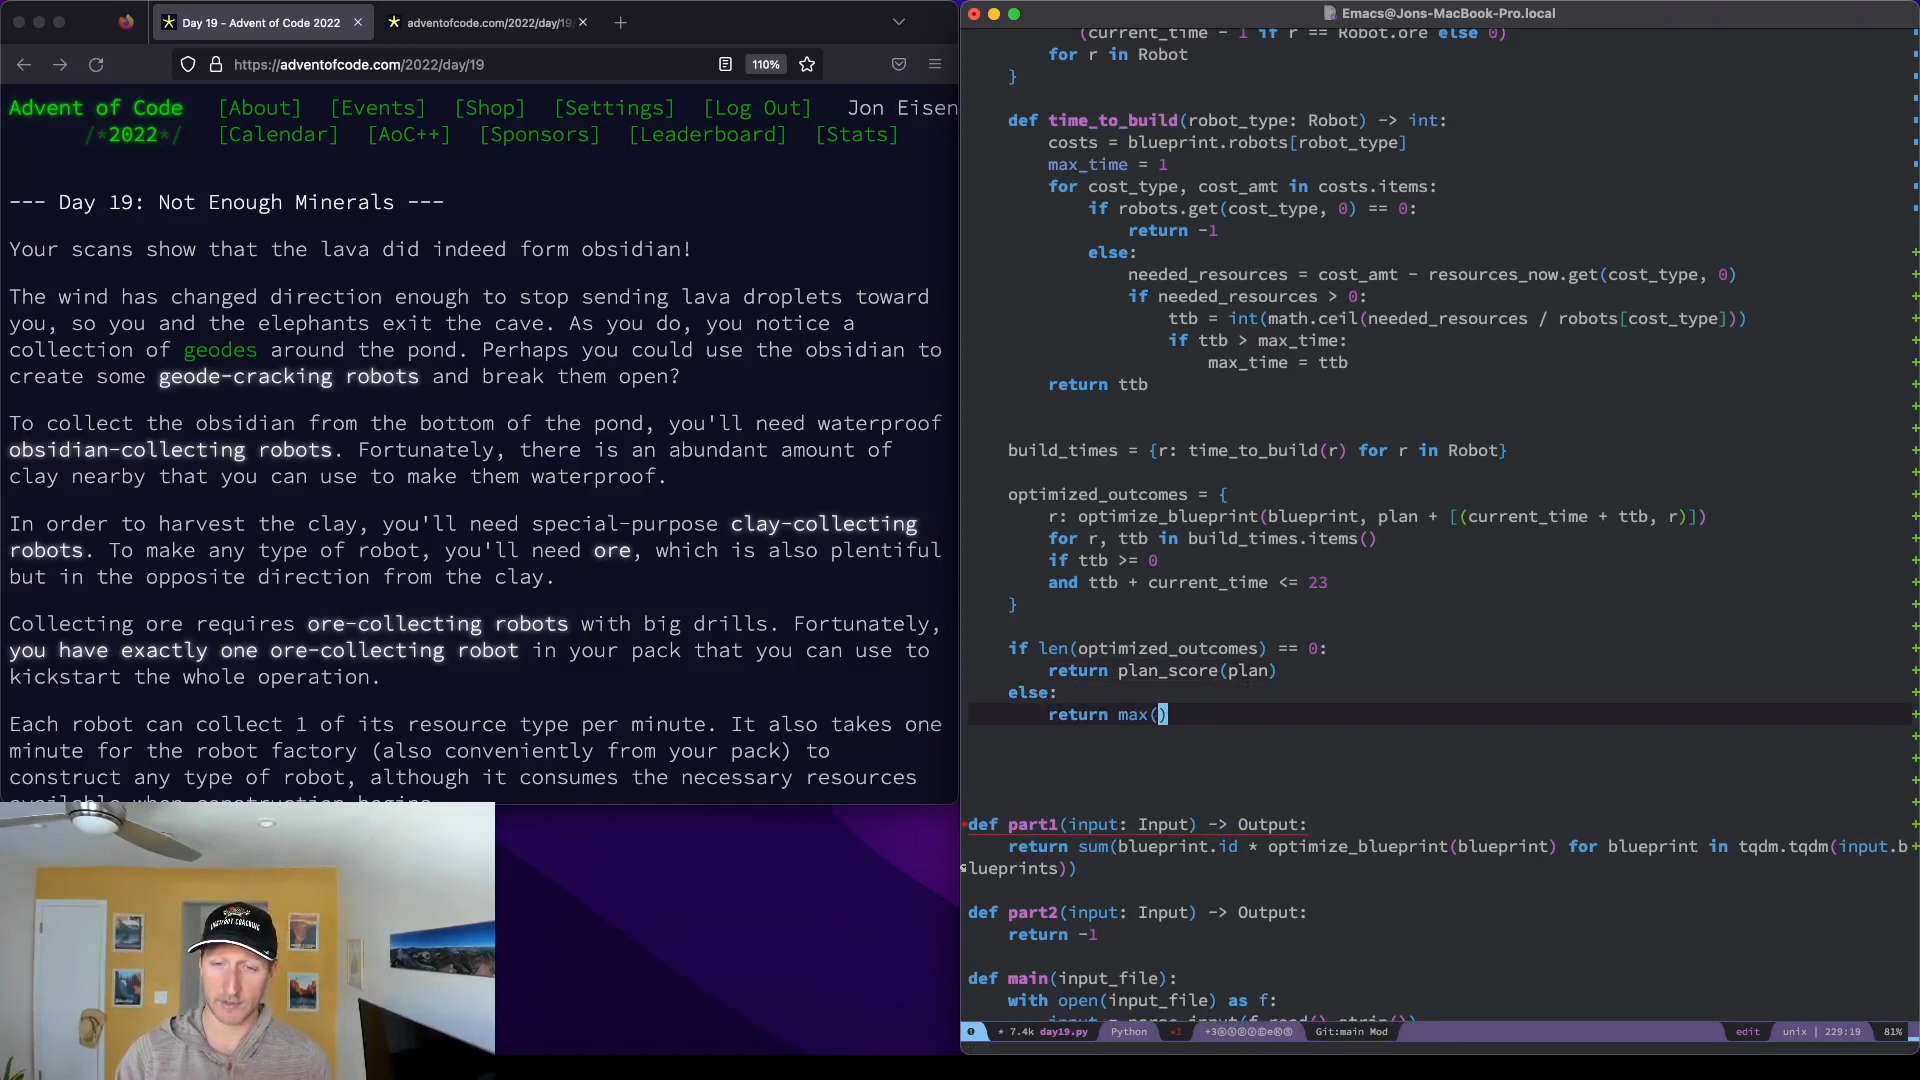 Day 19 - Advent of Code 2022
adventofcode.com/2022/day/19
https://adventofcode.com/2022/day/19
110%
Advent of Code [About] [Events] [Shop] [Settings] [Log Out] Jon Eisen
/*2022*/ [Calendar] [AoC++] [Sponsors] [Leaderboard] [Stats]
--- Day 19: Not Enough Minerals ---
Your scans show that the lava did indeed form obsidian!
The wind has changed direction enough to stop sending lava droplets toward
you, so you and the elephants exit the cave. As you do, you notice a
collection of geodes around the pond. Perhaps you could use the obsidian to
create some geode-cracking robots and break them open?
To collect the obsidian from the bottom of the pond, you'll need waterproof
obsidian-collecting robots. Fortunately, there is an abundant amount of
clay nearby that you can use to make them waterproof.
In order to harvest the clay, you'll need special-purpose clay-collecting
robots. To make any type of robot, you'll need ore, which is also plentiful
but in the opposite direction from the clay.
Collecting ore requires ore-collecting robots with big drills. Fortunately,
you have exactly one ore-collecting robot in your pack that you can use to
kickstart the whole operation.
Each robot can collect 1 of its resource type per minute. It also takes one
minute for the robot factory (also conveniently from your pack) to
construct any type of robot, although it consumes the necessary resources
available when construction begins.
Emacs@Jons-MacBook-Pro.local
(current_time - 1 if r == Robot.ore else 0)
for r in Robot
}
def time_to_build(robot_type: Robot) -> int:
costs = blueprint.robots[robot_type]
max_time = 1
for cost_type, cost_amt in costs.items:
if robots.get(cost_type, 0) == 0:
return -1
else:
needed_resources = cost_amt - resources_now.get(cost_type, 0)
if needed_resources > 0:
ttb = int(math.ceil(needed_resources / robots[cost_type]))
if ttb > max_time:
max_time = ttb
return ttb
build_times = {r: time_to_build(r) for r in Robot}
optimized_outcomes = {
r: optimize_blueprint(blueprint, plan + [(current_time + ttb, r)])
for r, ttb in build_times.items()
if ttb >= 0
and ttb + current_time <= 23
}
if len(optimized_outcomes) == 0:
return plan_score(plan)
else:
return max()
def part1(input: Input) -> Output:
return sum(blueprint.id * optimize_blueprint(blueprint) for blueprint in tqdm.tqdm(input.b
lueprints))
def part2(input: Input) -> Output:
return -1
def main(input_file):
with open(input_file) as f:
input = parse_input(f.read().strip())
* 7.4k day19.py Python Git:main Mod edit unix | 229:19 81%